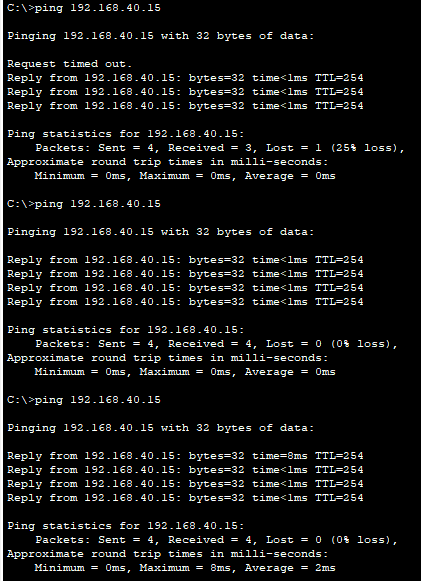 C:\>ping 192.168.40.15
Pinging 192.168.40.15 with 32 bytes of data:
Request timed out.
Reply from 192.168.40.15: bytes=32 time<1ms TTL=254
Reply from 192.168.40.15: bytes=32 time<1ms TTL=254
Reply from 192.168.40.15: bytes=32 time<1ms TTL=254
Ping statistics for 192.168.40.15:
Packets: Sent = 4, Received = 3, Lost = 1 (25% loss),
Approximate round trip times in milli-seconds:
Minimum = 0ms, Maximum = 0ms, Average = 0ms
C:\>ping 192.168.40.15
Pinging 192.168.40.15 with 32 bytes of data:
Reply from 192.168.40.15: bytes=32 time<1ms TTL=254
Reply from 192.168.40.15: bytes=32 time<1ms TTL=254
Reply from 192.168.40.15: bytes=32 time<1ms TTL=254
Reply from 192.168.40.15: bytes=32 time<1ms TTL=254
Ping statistics for 192.168.40.15:
Packets: Sent = 4, Received = 4, Lost = 0 (0% loss),
Approximate round trip times in milli-seconds:
Minimum = 0ms, Maximum = 0ms, Average = 0ms
C:\>ping 192.168.40.15
Pinging 192.168.40.15 with 32 bytes of data:
Reply from 192.168.40.15: bytes=32 time=8ms TTL=254
Reply from 192.168.40.15: bytes=32 time<1ms TTL=254
Reply from 192.168.40.15: bytes=32 time<1ms TTL=254
Reply from 192.168.40.15: bytes=32 time<1ms TTL=254
Ping statistics for 192.168.40.15:
Packets: Sent = 4, Received = 4, Lost = 0 (0% loss),
Approximate round trip times in milli-seconds:
Minimum = 0ms, Maximum = 8ms, Average = 2ms